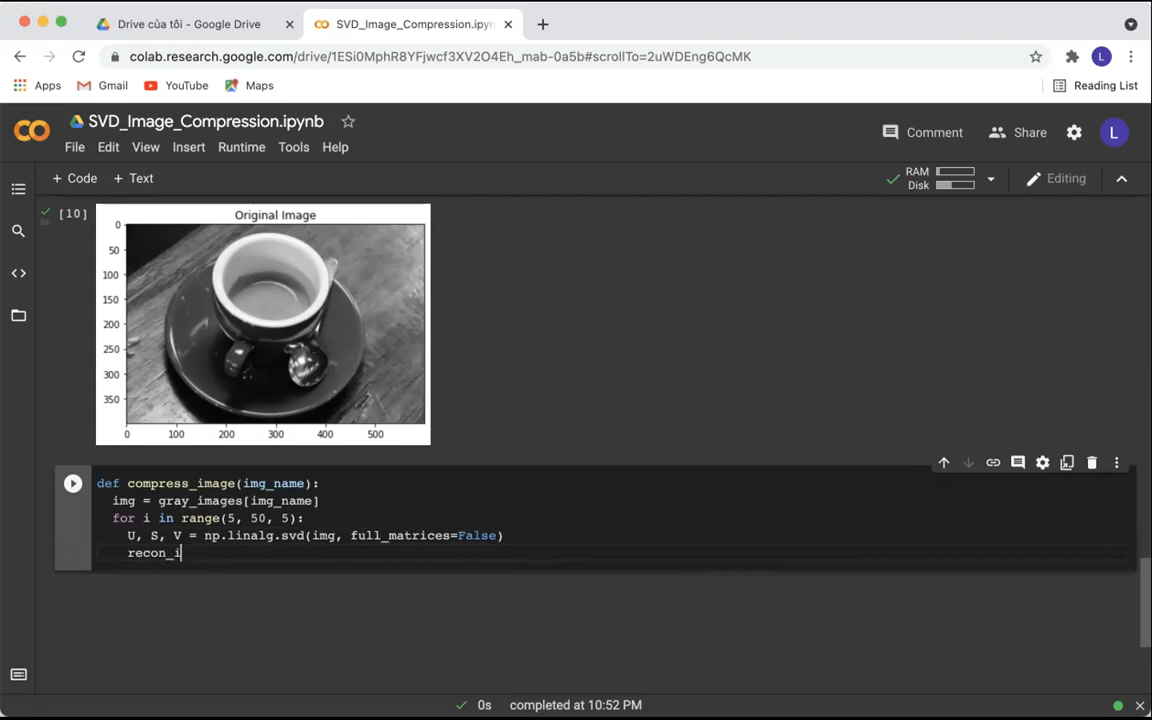 Drive của tôi - Google Drive
SVD_Image_Compression.ipyn
colab.research.google.com/drive/1ESi0MphR8YFjwcf3XV2O4Eh_mab-0a5b#scrollTo=2uWDEng6QcMK
L
Apps
Gmail
YouTube
Maps
Reading List
SVD_Image_Compression.ipynb
File Edit View Insert Runtime Tools Help
Comment
Share
L
+ Code + Text
RAM
Disk
Editing
[10]
0s
Original Image
0
50
100
150
200
250
300
350
0 100 200 300 400 500
def compress_image(img_name):
img = gray_images[img_name]
for i in range(5, 50, 5):
U, S, V = np.linalg.svd(img, full_matrices=False)
recon_i
0s completed at 10:52 PM